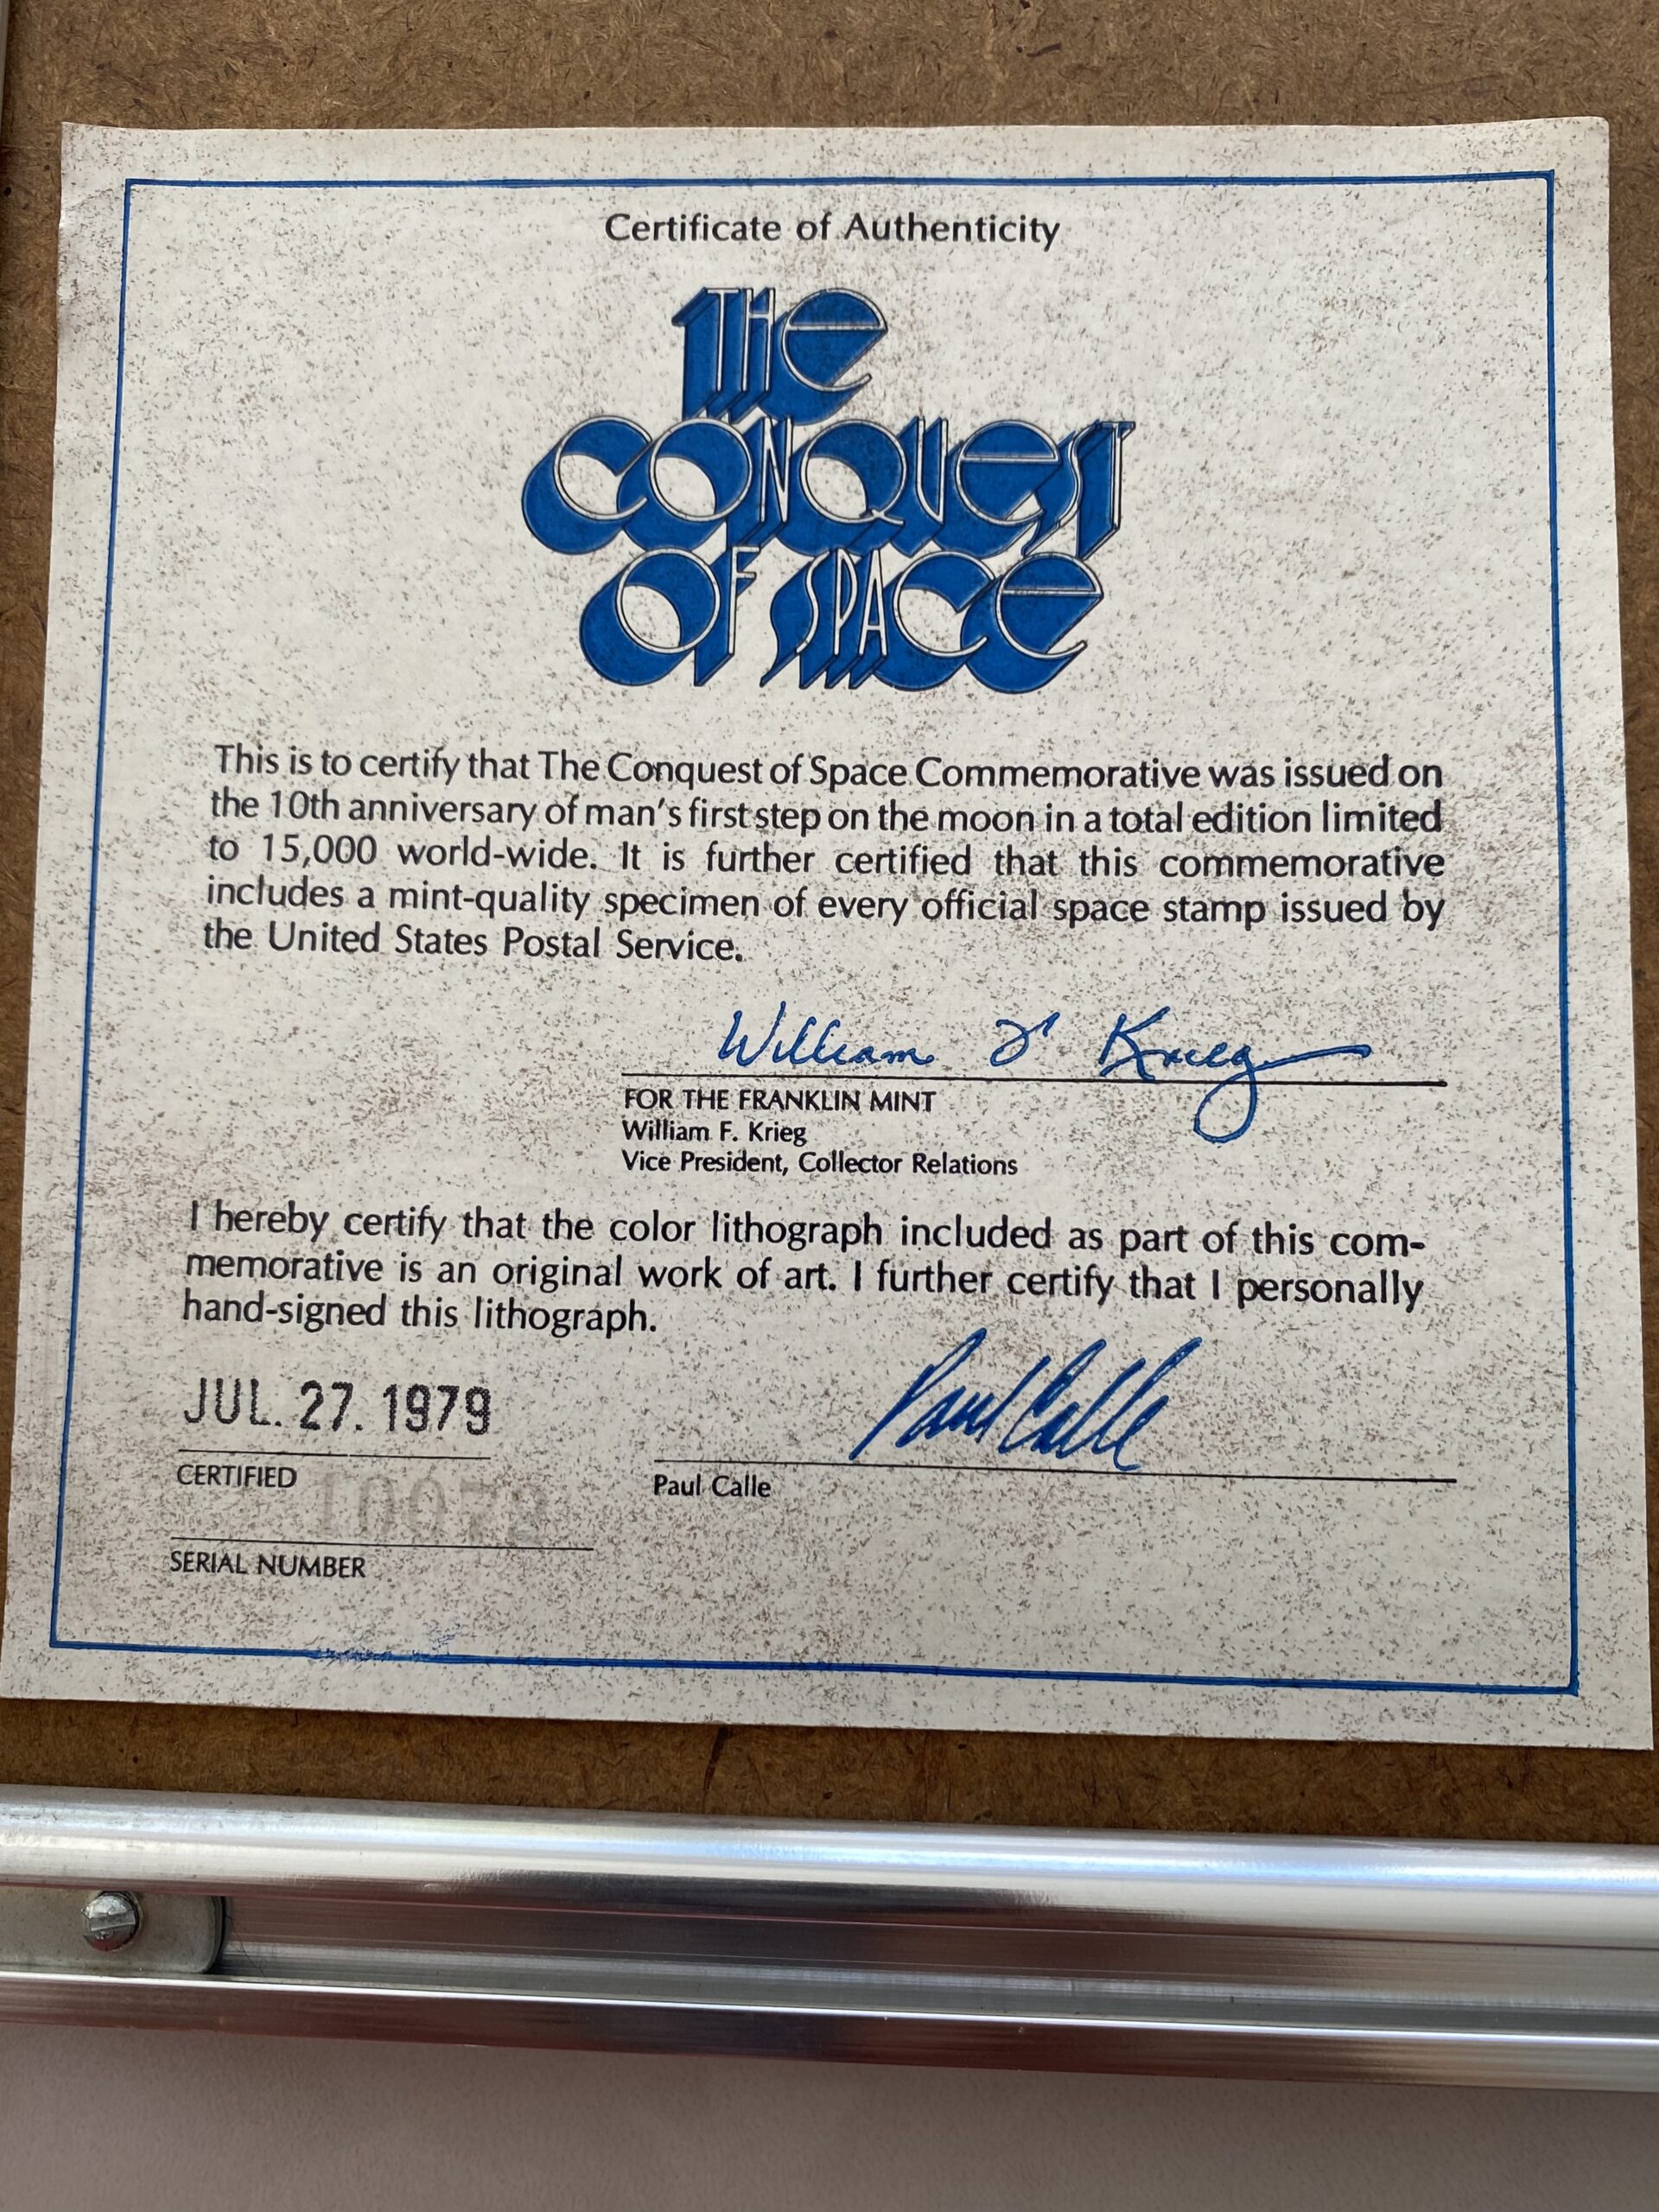 Certificate of Authenticity
THE
CONQUEST
OF SPACE
This is to certify that The Conquest of Space Commemorative was issued on
the 10th anniversary of man's first step on the moon in a total edition limited
to 15,000 world-wide. It is further certified that this commemorative
includes a mint-quality specimen of every official space stamp issued by
the United States Postal Service.
William F. Krieg
FOR THE FRANKLIN MINT
William F. Krieg
Vice President, Collector Relations
I hereby certify that the color lithograph included as part of this com-
memorative is an original work of art. I further certify that I personally
hand-signed this lithograph.
JUL. 27. 1979
Paul Calle
CERTIFIED
Paul Calle
SERIAL NUMBER